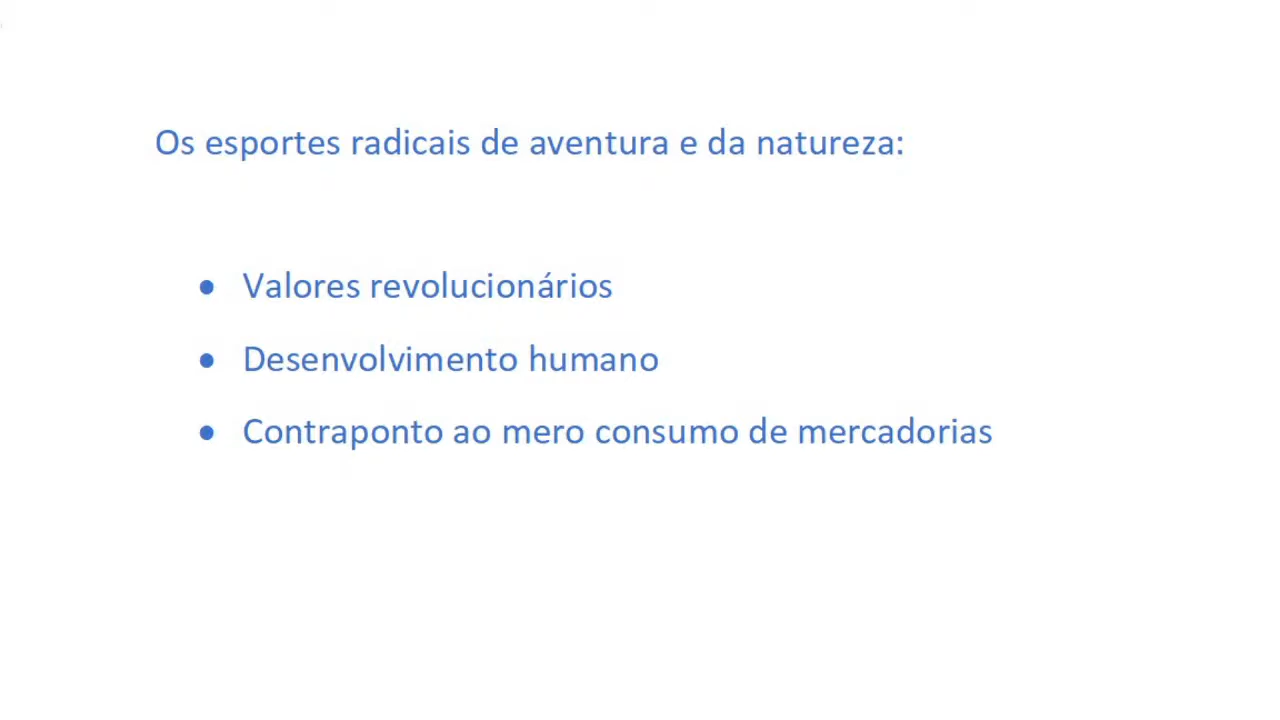 Os esportes radicais de aventura e da natureza:
● Valores revolucionários
● Desenvolvimento humano
● Contraponto ao mero consumo de mercadorias